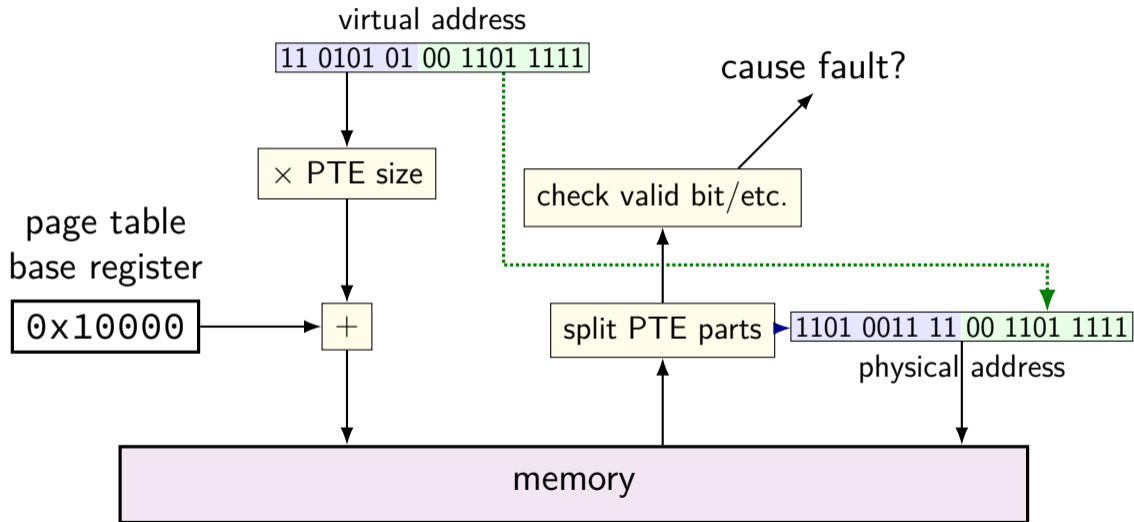 virtual address
11 0101 01 00 1101 1111
cause fault?
× PTE size
check valid bit/etc.
page table
base register
0x10000
+
split PTE parts
1101 0011 11 00 1101 1111
physical address
memory